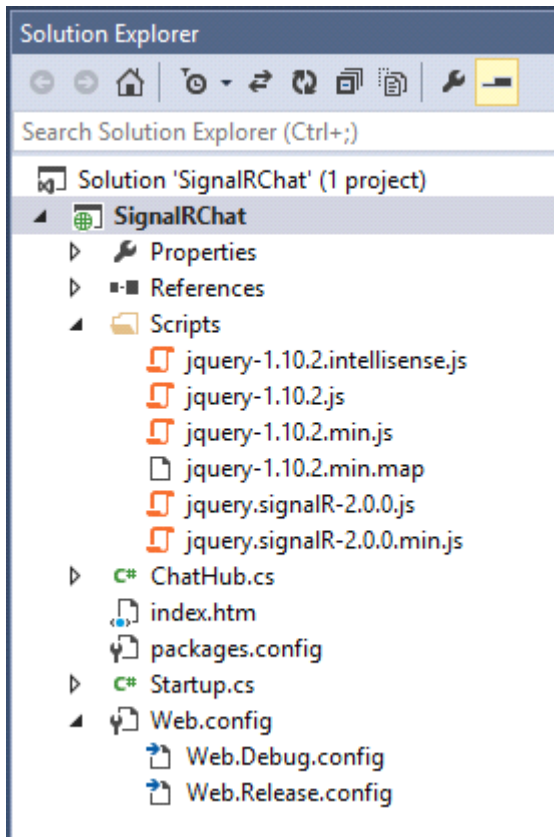 Solution Explorer
Search Solution Explorer (Ctrl+;)
Solution 'SignalRChat' (1 project)
SignalRChat
Properties
References
Scripts
jquery-1.10.2.intellisense.js
jquery-1.10.2.js
jquery-1.10.2.min.js
jquery-1.10.2.min.map
jquery.signalR-2.0.0.js
jquery.signalR-2.0.0.min.js
C# ChatHub.cs
index.htm
packages.config
C# Startup.cs
Web.config
Web.Debug.config
Web.Release.config